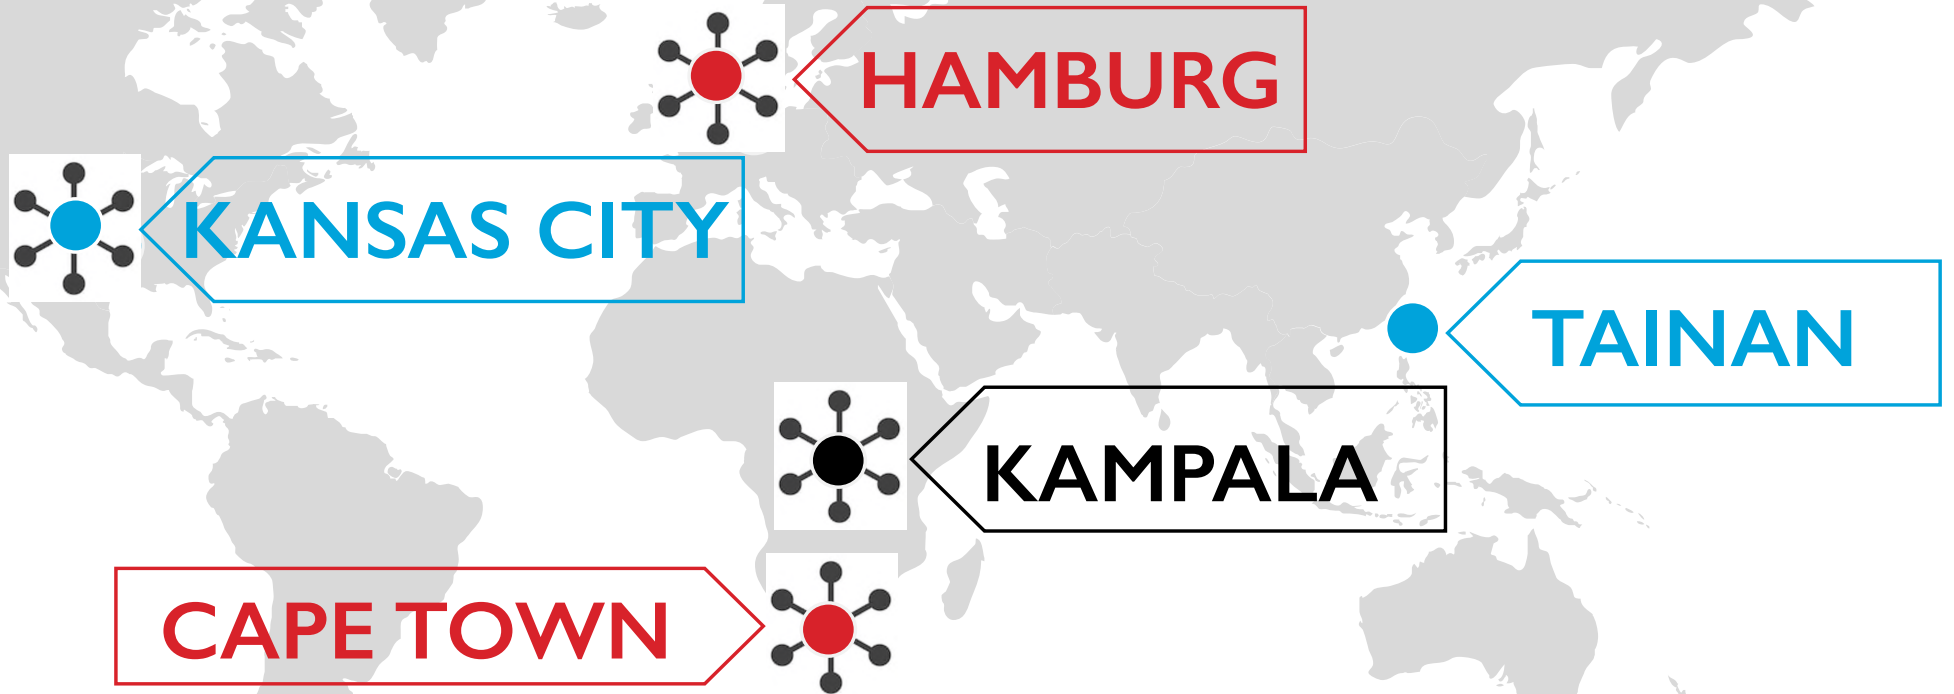 HAMBURG
KANSAS CITY
TAINAN
KAMPALA
CAPE TOWN